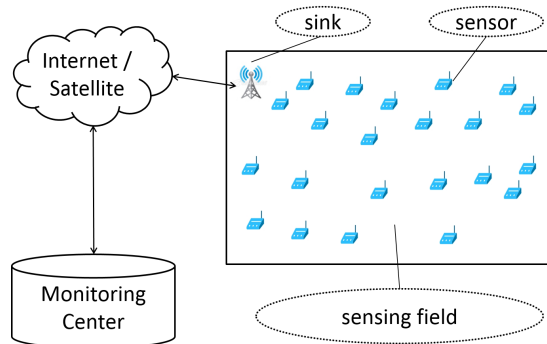 sink
sensor
Internet /
Satellite
Monitoring
Center
sensing field